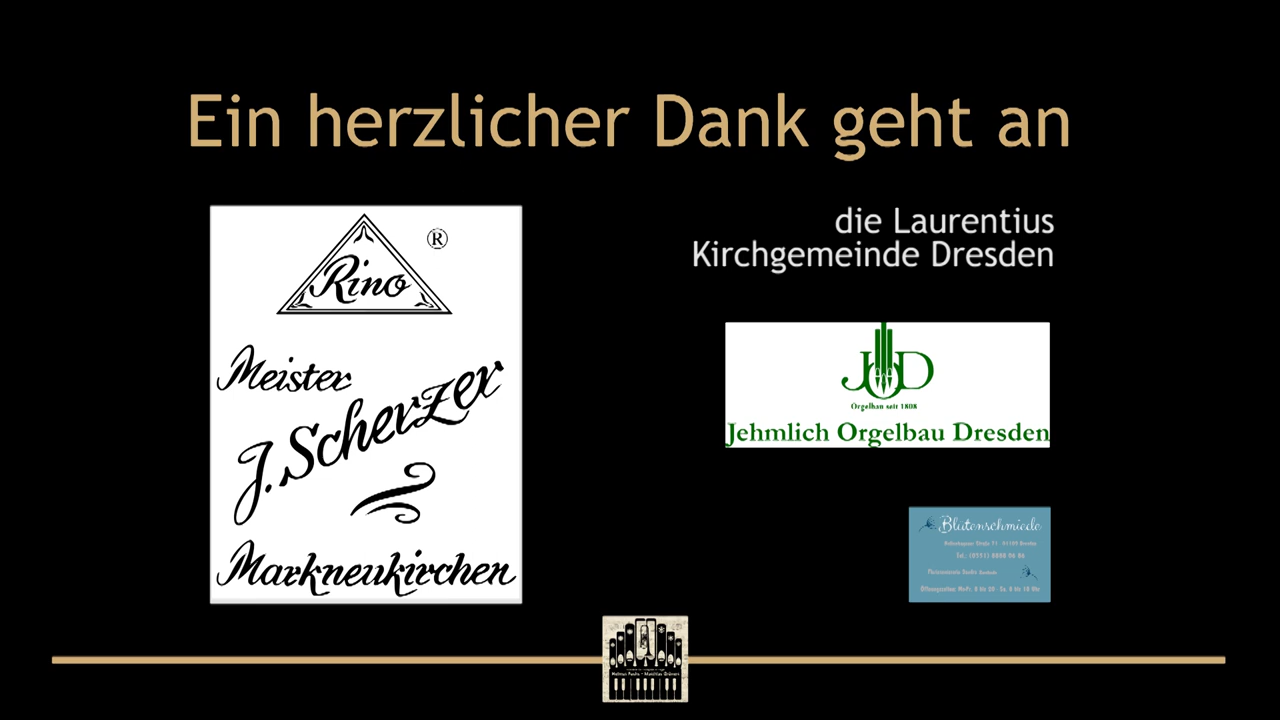 Ein herzlicher Dank geht an
Rino ®
Meister
J. Scherzer
Markneukirchen
die Laurentius
Kirchgemeinde Dresden
JOD
Orgelbau seit 1808
Jehmlich Orgelbau Dresden
Blütenschmiede